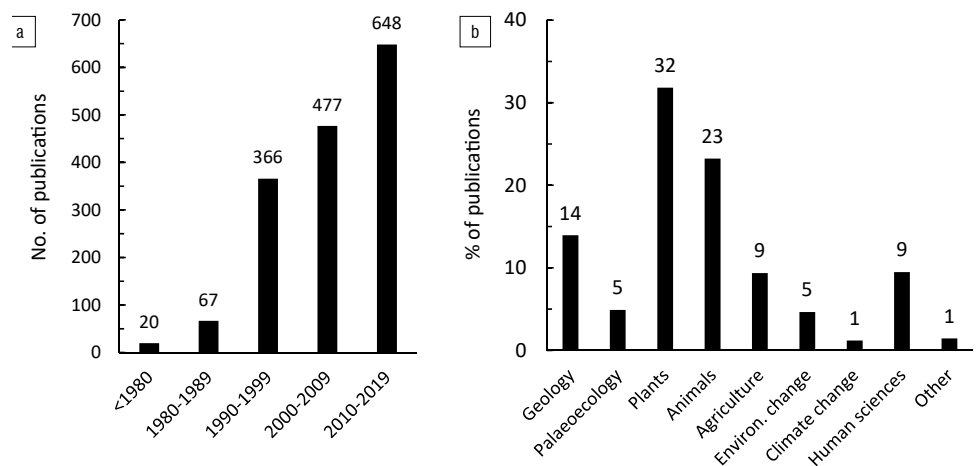 a
No. of publications
700
600
500
400
300
200
100
0
20
67
366
477
648
<1980
1980-1989
1990-1999
2000-2009
2010-2019
b
% of publications
40
30
20
10
0
14
5
32
23
9
5
1
9
1
Geology
Palaeoecology
Plants
Animals
Agriculture
Environ. change
Climate change
Human sciences
Other